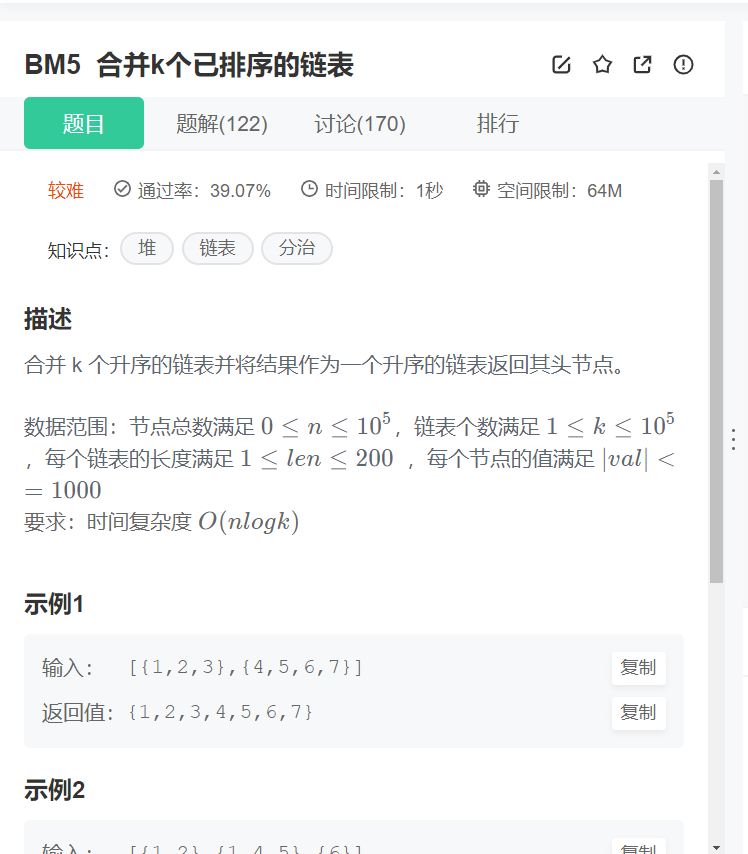 BM5 合并k个已排序的链表
题目 题解(122) 讨论(170) 排行
较难 通过率：39.07% 时间限制：1秒 空间限制：64M
知识点： 堆 链表 分治
描述
合并 k 个升序的链表并将结果作为一个升序的链表返回其头节点。
数据范围：节点总数满足 0 ≤ n ≤ 10^5，链表个数满足 1 ≤ k ≤ 10^5
，每个链表的长度满足 1 ≤ len ≤ 200 ，每个节点的值满足 |val| <
= 1000
要求：时间复杂度 O(nlogk)
示例1
输入： [{1,2,3},{4,5,6,7}] 复制
返回值： {1,2,3,4,5,6,7} 复制
示例2
输入： [{1,2},{1,4,5},{6}] 复制